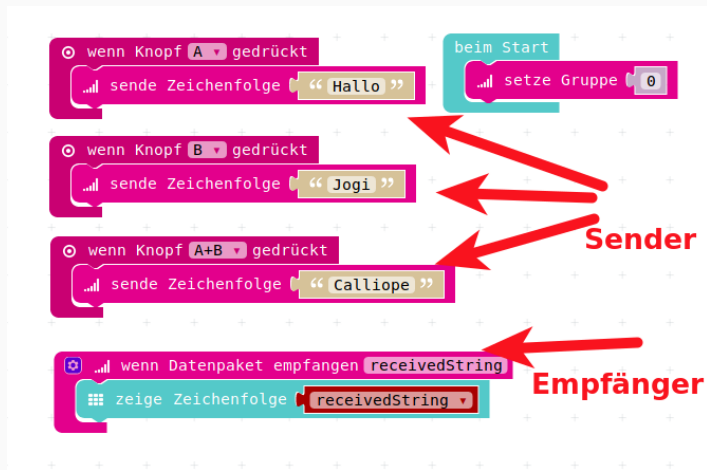 wenn Knopf A gedrückt
sende Zeichenfolge “ Hallo ”
beim Start
setze Gruppe 0
wenn Knopf B gedrückt
sende Zeichenfolge “ Jogi ”
Sender
wenn Knopf A+B gedrückt
sende Zeichenfolge “ Calliope ”
wenn Datenpaket empfangen receivedString
zeige Zeichenfolge receivedString
Empfänger